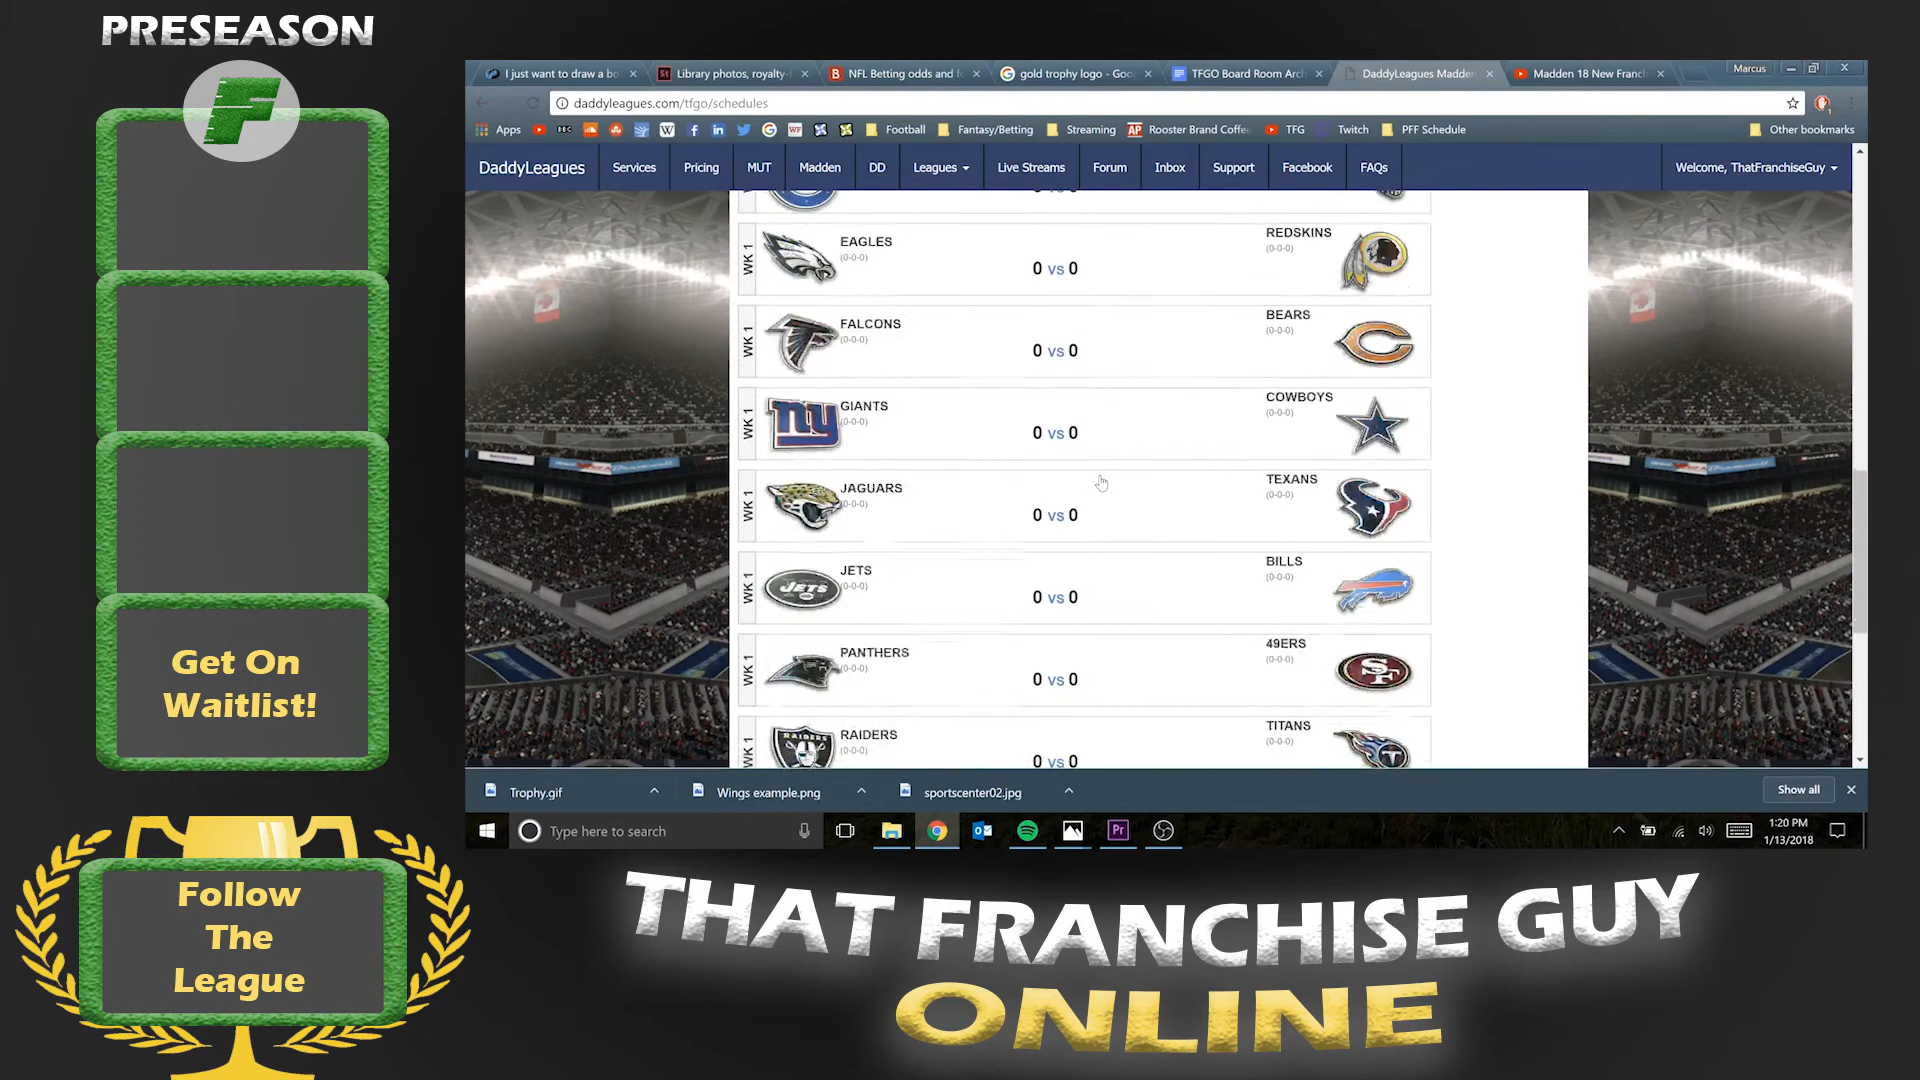 PRESEASON
F
Get On
Waitlist!
Follow
The
League
I just want to draw a bo
Library photos, royalty-
NFL Betting odds and f
gold trophy logo - Goo
TFGO Board Room Arch
DaddyLeagues Madden
Madden 18 New Franch
Marcus
daddyleagues.com/tfgo/schedules
Apps
Football
Fantasy/Betting
Streaming
Rooster Brand Coffee
TFG
Twitch
PFF Schedule
Other bookmarks
DaddyLeagues
Services
Pricing
MUT
Madden
DD
Leagues
Live Streams
Forum
Inbox
Support
Facebook
FAQs
Welcome, ThatFranchiseGuy
WK 1
EAGLES
(0-0-0)
0 vs 0
REDSKINS
(0-0-0)
WK 1
FALCONS
(0-0-0)
0 vs 0
BEARS
(0-0-0)
WK 1
GIANTS
(0-0-0)
0 vs 0
COWBOYS
(0-0-0)
WK 1
JAGUARS
(0-0-0)
0 vs 0
TEXANS
(0-0-0)
WK 1
JETS
(0-0-0)
0 vs 0
BILLS
(0-0-0)
WK 1
PANTHERS
(0-0-0)
0 vs 0
49ERS
(0-0-0)
WK 1
RAIDERS
(0-0-0)
0 vs 0
TITANS
(0-0-0)
Trophy.gif
Wings example.png
sportscenter02.jpg
Show all
Type here to search
1:20 PM
1/13/2018
THAT FRANCHISE GUY
ONLINE